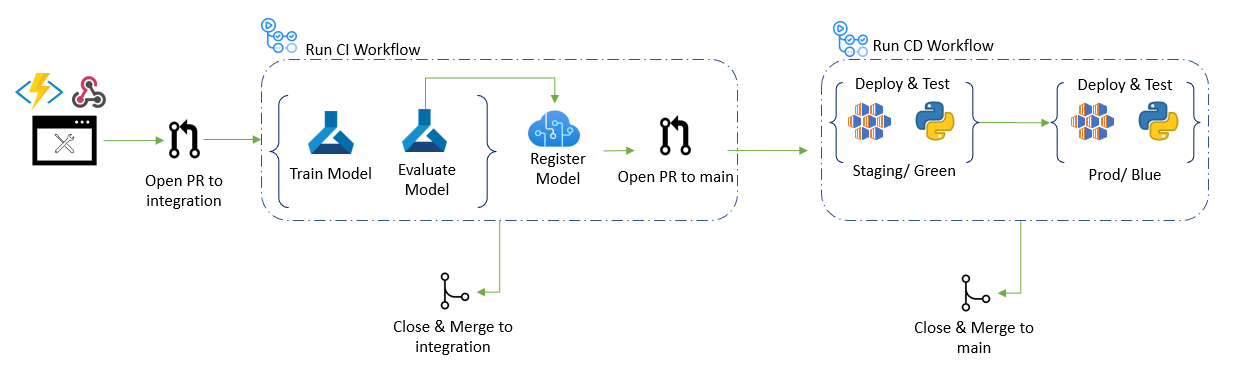 Run CI Workflow
Run CD Workflow
Open PR to
integration
Train Model
Evaluate
Model
Register
Model
Open PR to main
Deploy & Test
Staging/ Green
Deploy & Test
Prod/ Blue
Close & Merge to
integration
Close & Merge to
main